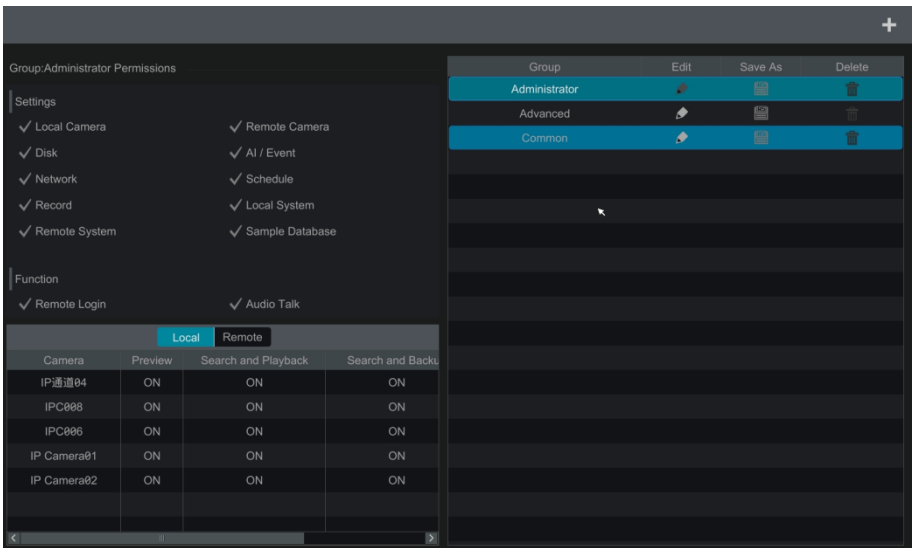 +
Group:Administrator Permissions
Settings
Local Camera Remote Camera
Disk AI / Event
Network Schedule
Record Local System
Remote System Sample Database
Function
Remote Login Audio Talk
Local Remote
Camera Preview Search and Playback Search and Backu
IP通道04 ON ON ON
IPC008 ON ON ON
IPC006 ON ON ON
IP Camera01 ON ON ON
IP Camera02 ON ON ON
Group Edit Save As Delete
Administrator
Advanced
Common